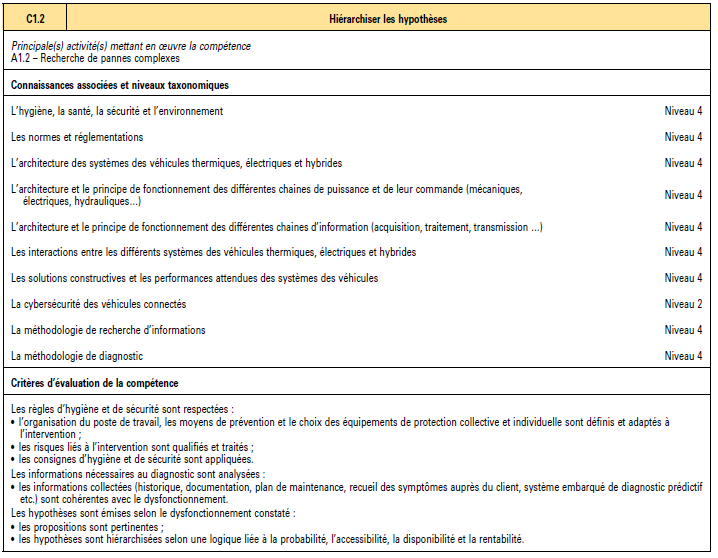 C1.2 Hiérarchiser les hypothèses
Principale(s) activité(s) mettant en œuvre la compétence
A1.2 – Recherche de pannes complexes
Connaissances associées et niveaux taxonomiques
L’hygiène, la santé, la sécurité et l’environnement Niveau 4
Les normes et réglementations Niveau 4
L’architecture des systèmes des véhicules thermiques, électriques et hybrides Niveau 4
L’architecture et le principe de fonctionnement des différentes chaines de puissance et de leur commande (mécaniques,
électriques, hydrauliques…) Niveau 4
L’architecture et le principe de fonctionnement des différentes chaines d’information (acquisition, traitement, transmission …) Niveau 4
Les interactions entre les différents systèmes des véhicules thermiques, électriques et hybrides Niveau 4
Les solutions constructives et les performances attendues des systèmes des véhicules Niveau 4
La cybersécurité des véhicules connectés Niveau 2
La méthodologie de recherche d’informations Niveau 4
La méthodologie de diagnostic Niveau 4
Critères d’évaluation de la compétence
Les règles d’hygiène et de sécurité sont respectées :
• l’organisation du poste de travail, les moyens de prévention et le choix des équipements de protection collective et individuelle sont définis et adaptés à
l’intervention ;
• les risques liés à l’intervention sont qualifiés et traités ;
• les consignes d’hygiène et de sécurité sont appliquées.
Les informations nécessaires au diagnostic sont analysées :
• les informations collectées (historique, documentation, plan de maintenance, recueil des symptômes auprès du client, système embarqué de diagnostic prédictif
etc.) sont cohérentes avec le dysfonctionnement.
Les hypothèses sont émises selon le dysfonctionnement constaté :
• les propositions sont pertinentes ;
• les hypothèses sont hiérarchisées selon une logique liée à la probabilité, l’accessibilité, la disponibilité et la rentabilité.